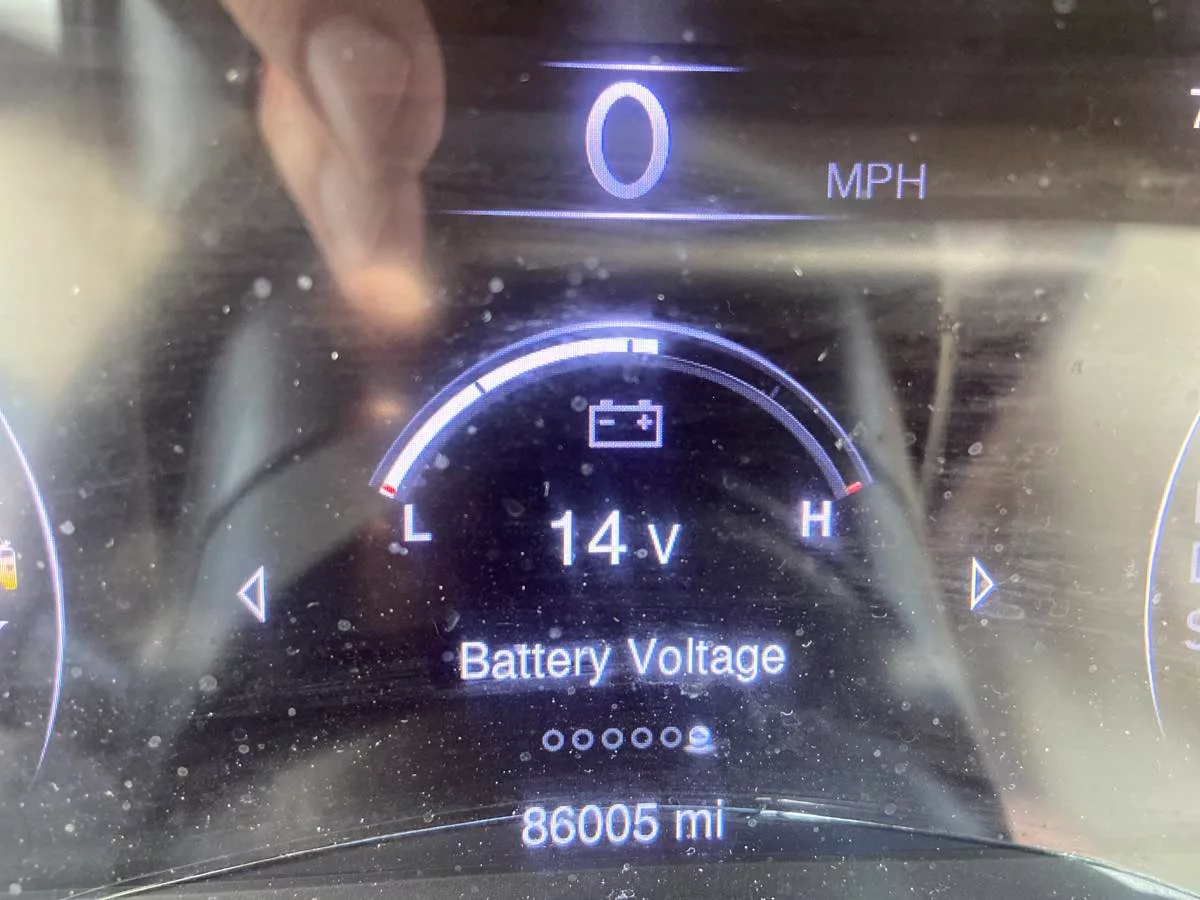 0
MPH
L
14 V
H
Battery Voltage
86005 mi